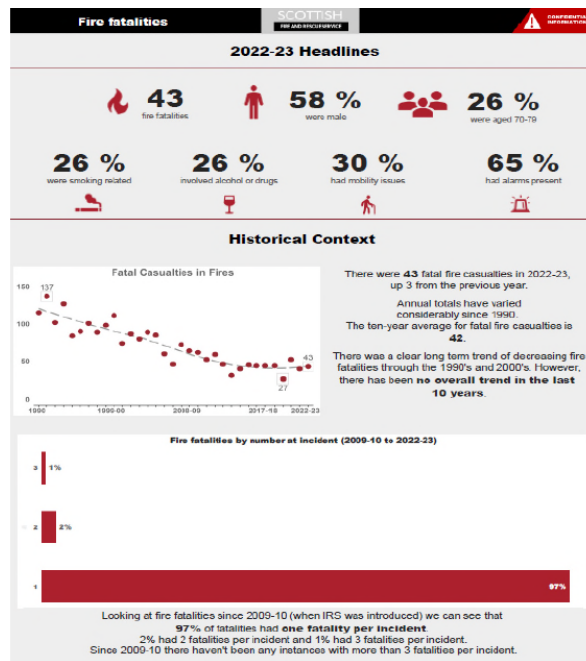 Fire fatalities
SCOTTISH
FIRE AND RESCUE SERVICE
CONFIDENTIAL
INFORMATION
2022-23 Headlines
43
fire fatalities
58 %
were male
26 %
were aged 70-79
26 %
were smoking related
26 %
involved alcohol or drugs
30 %
had mobility issues
65 %
had alarms present
Historical Context
Fatal Casualties in Fires
150
137
100
50
43
27
0
1990
1999-00
2008-09
2017-18
2022-23
There were 43 fatal fire casualties in 2022-23,
up 3 from the previous year.
Annual totals have varied
considerably since 1990.
The ten-year average for fatal fire casualties is
42.
There was a clear long term trend of decreasing fire
fatalities through the 1990's and 2000's. However,
there has been no overall trend in the last
10 years.
Fire fatalities by number at incident (2009-10 to 2022-23)
3
1%
2
2%
1
97%
Looking at fire fatalities since 2009-10 (when IRS was introduced) we can see that
97% of fatalities had one fatality per incident.
2% had 2 fatalities per incident and 1% had 3 fatalities per incident.
Since 2009-10 there haven't been any instances with more than 3 fatalities per incident.